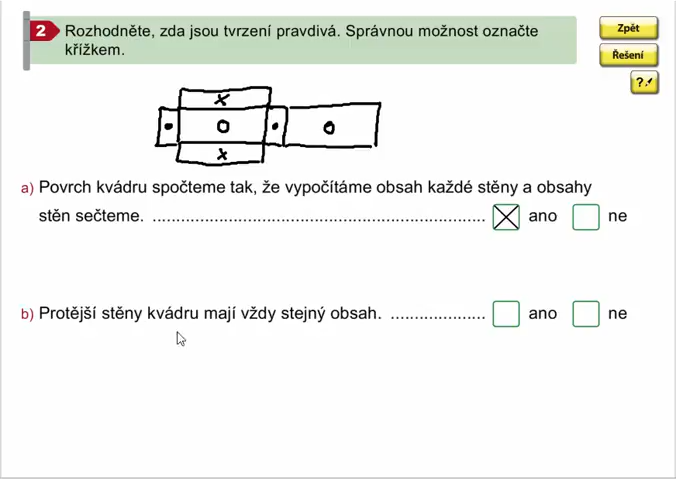 2 Rozhodněte, zda jsou tvrzení pravdivá. Správnou možnost označte
křížkem.
Zpět
Řešení
?
a) Povrch kvádru spočteme tak, že vypočítáme obsah každé stěny a obsahy
stěn sečteme. ...................................................................... ano ne
b) Protější stěny kvádru mají vždy stejný obsah. .................... ano ne